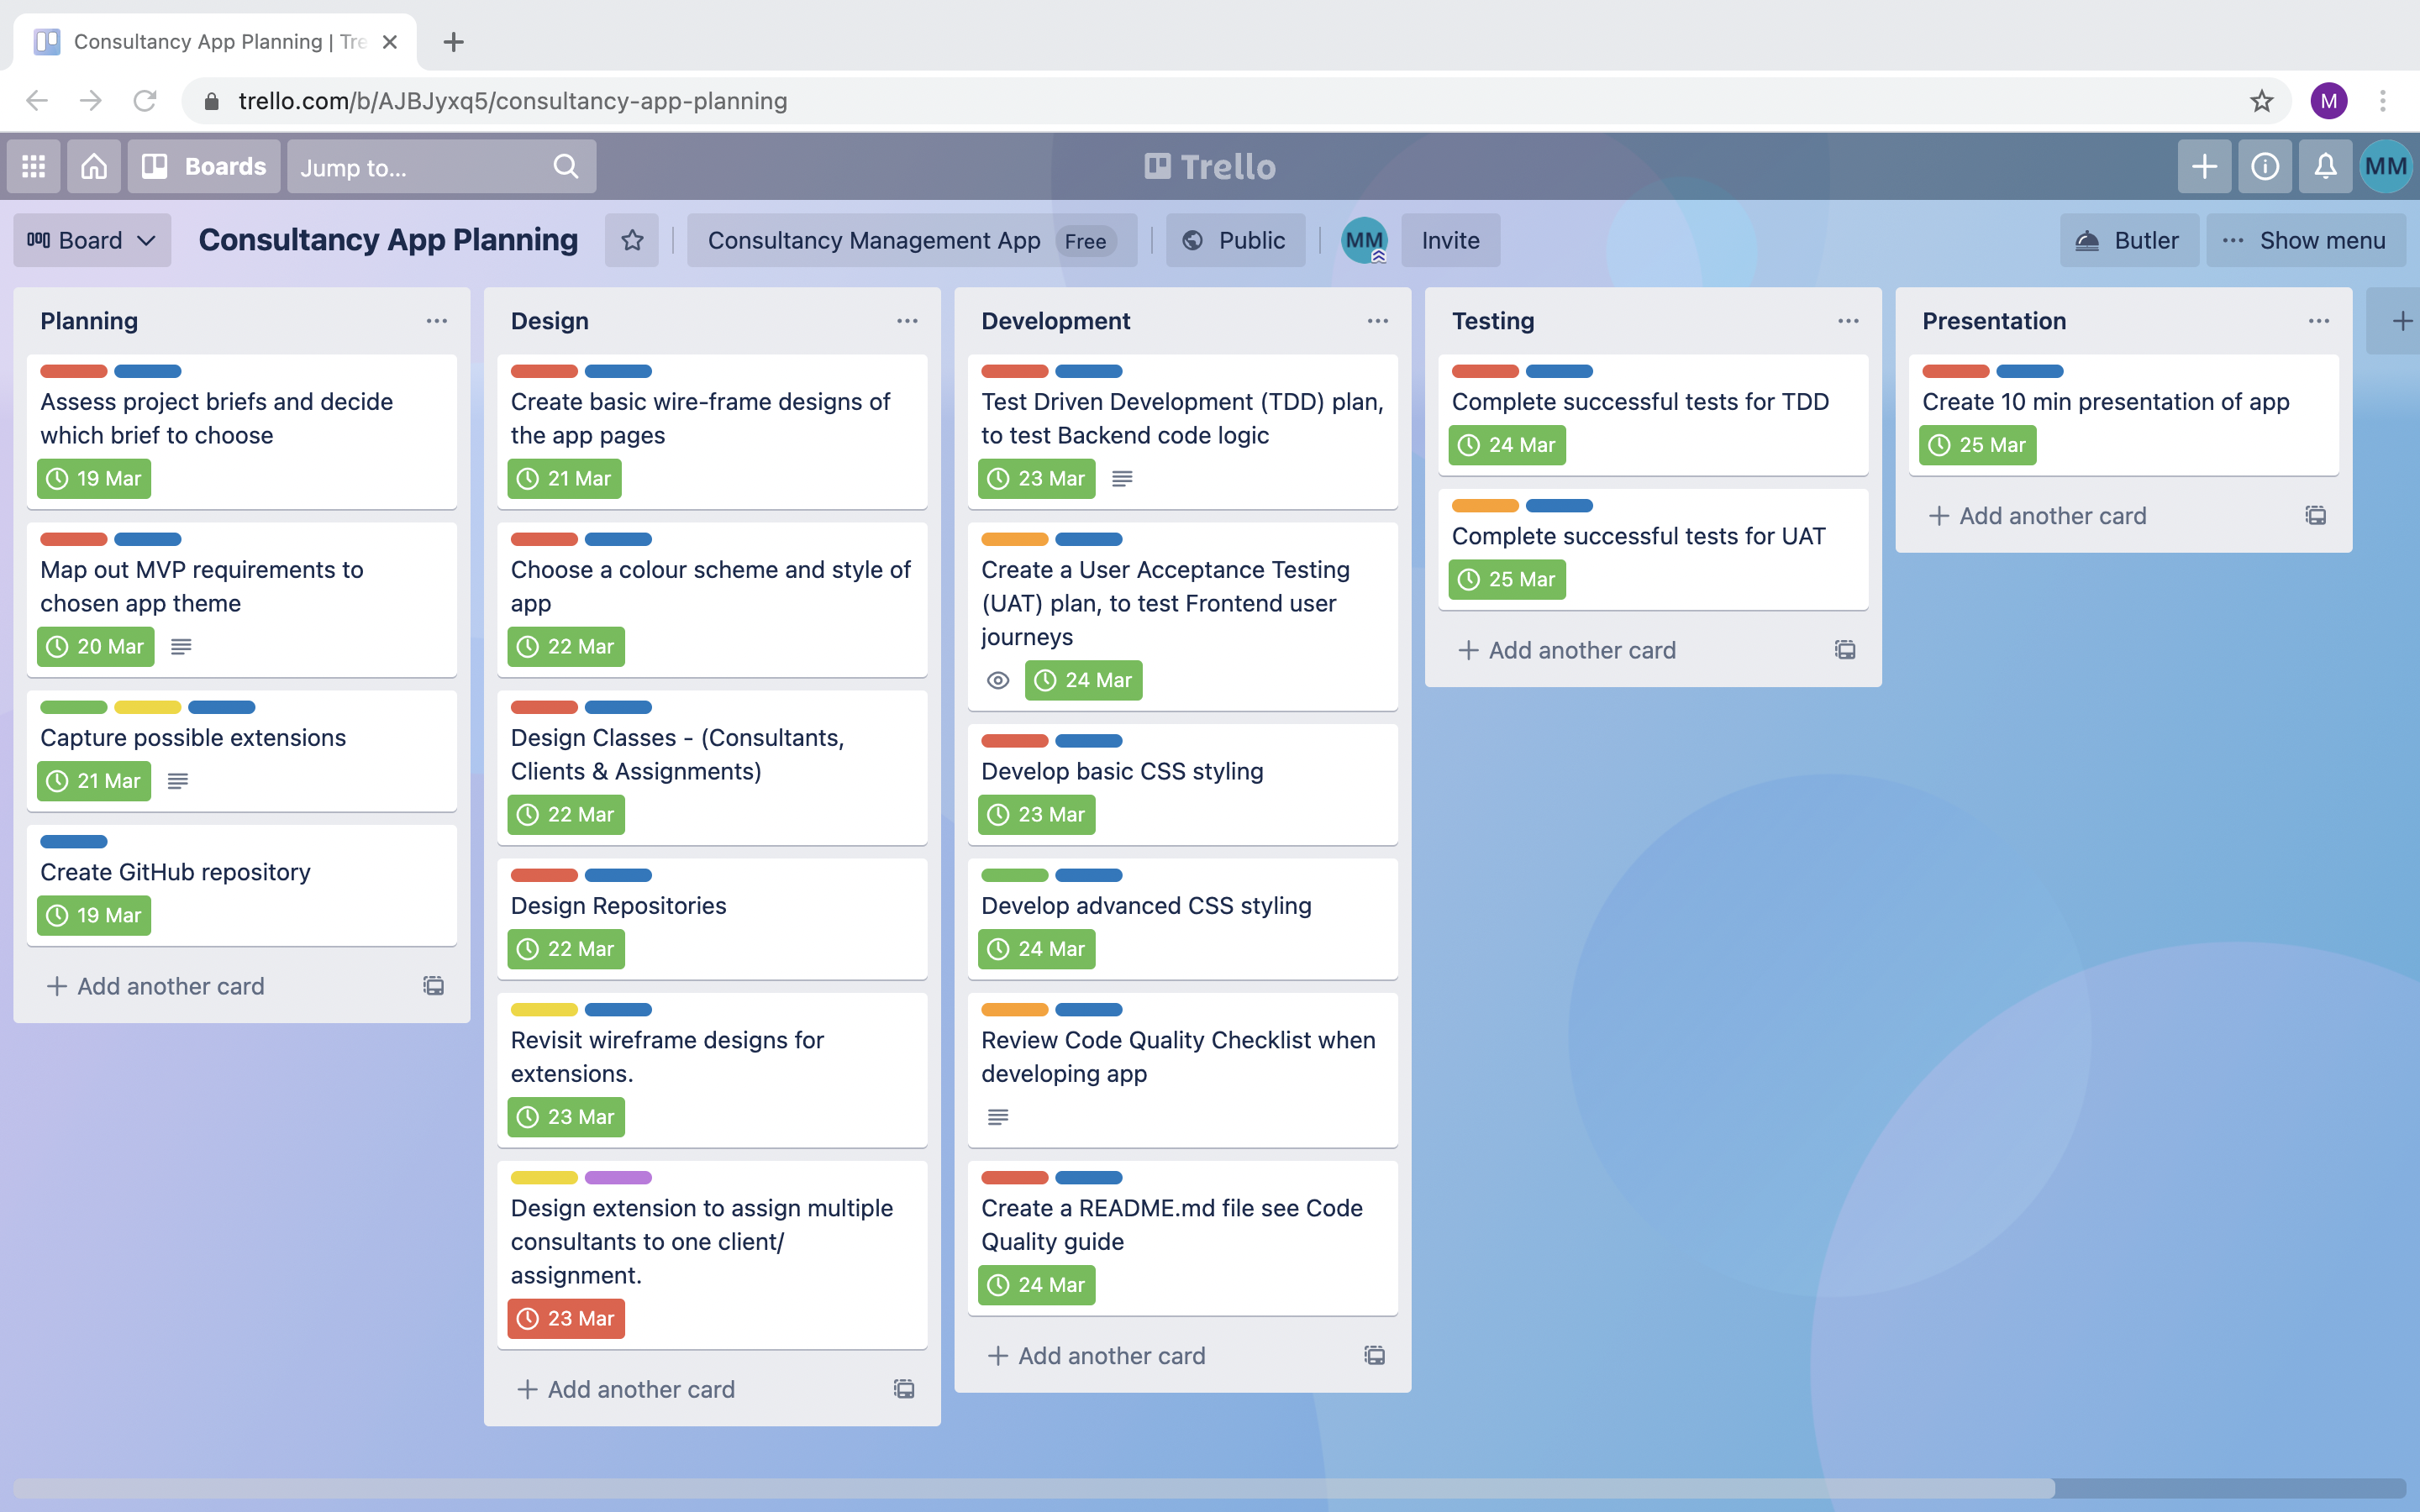 Consultancy App Planning | Tre
trello.com/b/AJBJyxq5/consultancy-app-planning
M
Boards
Jump to...
Trello
MM
Board
Consultancy App Planning
Consultancy Management App Free
Public
MM
Invite
Butler
Show menu
Planning
Assess project briefs and decide
which brief to choose
19 Mar
Map out MVP requirements to
chosen app theme
20 Mar
Capture possible extensions
21 Mar
Create GitHub repository
19 Mar
Add another card
Design
Create basic wire-frame designs of
the app pages
21 Mar
Choose a colour scheme and style of
app
22 Mar
Design Classes - (Consultants,
Clients & Assignments)
22 Mar
Design Repositories
22 Mar
Revisit wireframe designs for
extensions.
23 Mar
Design extension to assign multiple
consultants to one client/
assignment.
23 Mar
Add another card
Development
Test Driven Development (TDD) plan,
to test Backend code logic
23 Mar
Create a User Acceptance Testing
(UAT) plan, to test Frontend user
journeys
24 Mar
Develop basic CSS styling
23 Mar
Develop advanced CSS styling
24 Mar
Review Code Quality Checklist when
developing app
Create a README.md file see Code
Quality guide
24 Mar
Add another card
Testing
Complete successful tests for TDD
24 Mar
Complete successful tests for UAT
25 Mar
Add another card
Presentation
Create 10 min presentation of app
25 Mar
Add another card